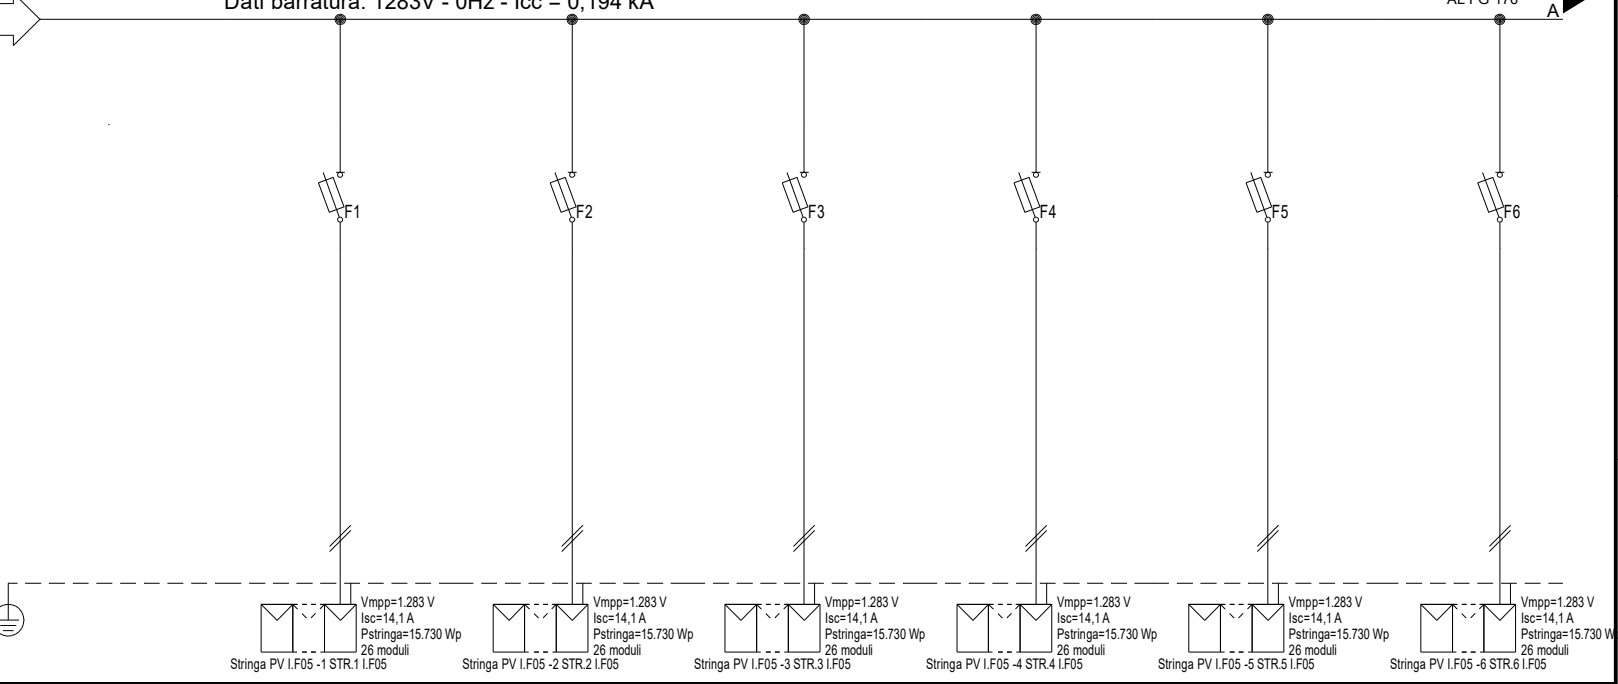 Dati barratura: 1283V - 0Hz - Icc = 0,194 kA
A
F1
F2
F3
F4
F5
F6
Vmpp=1.283 V
Isc=14,1 A
Pstringa=15.730 Wp
26 moduli
Stringa PV I.F05 -1 STR.1 I.F05
Vmpp=1.283 V
Isc=14,1 A
Pstringa=15.730 Wp
26 moduli
Stringa PV I.F05 -2 STR.2 I.F05
Vmpp=1.283 V
Isc=14,1 A
Pstringa=15.730 Wp
26 moduli
Stringa PV I.F05 -3 STR.3 I.F05
Vmpp=1.283 V
Isc=14,1 A
Pstringa=15.730 Wp
26 moduli
Stringa PV I.F05 -4 STR.4 I.F05
Vmpp=1.283 V
Isc=14,1 A
Pstringa=15.730 Wp
26 moduli
Stringa PV I.F05 -5 STR.5 I.F05
Vmpp=1.283 V
Isc=14,1 A
Pstringa=15.730 W
26 moduli
Stringa PV I.F05 -6 STR.6 I.F05